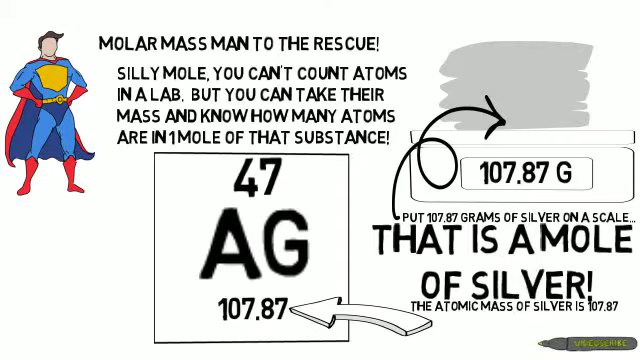 MOLAR MASS MAN TO THE RESCUE!
SILLY MOLE, YOU CAN'T COUNT ATOMS
IN A LAB. BUT YOU CAN TAKE THEIR
MASS AND KNOW HOW MANY ATOMS
ARE IN 1 MOLE OF THAT SUBSTANCE!
47
AG
107.87
107.87 G
PUT 107.87 GRAMS OF SILVER ON A SCALE...
THAT IS A MOLE
OF SILVER!
THE ATOMIC MASS OF SILVER IS 107.87
VIDEOSCRIBE